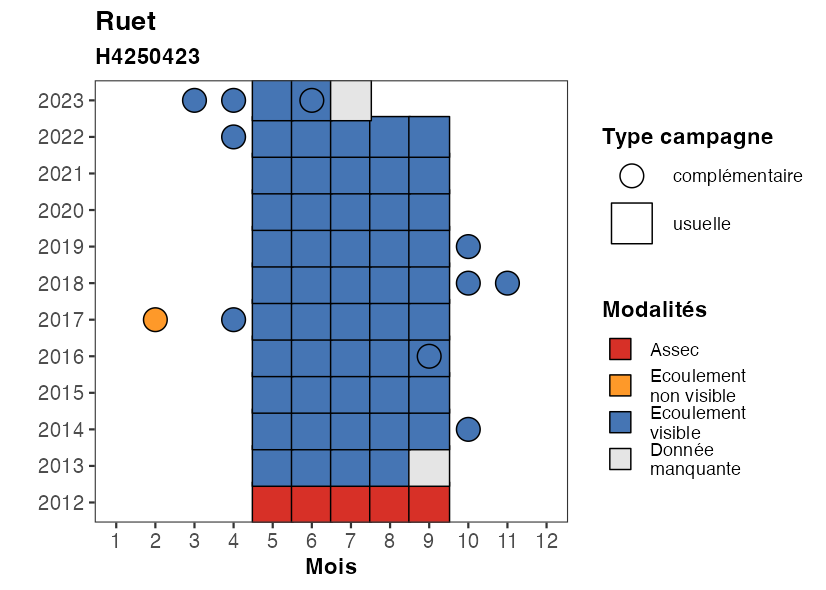 Ruet
H4250423
2023
2022
2021
2020
2019
2018
2017
2016
2015
2014
2013
2012
1 2 3 4 5 6 7 8 9 10 11 12
Mois
Type campagne
complémentaire
usuelle
Modalités
Assec
Ecoulement
non visible
Ecoulement
visible
Donnée
manquante